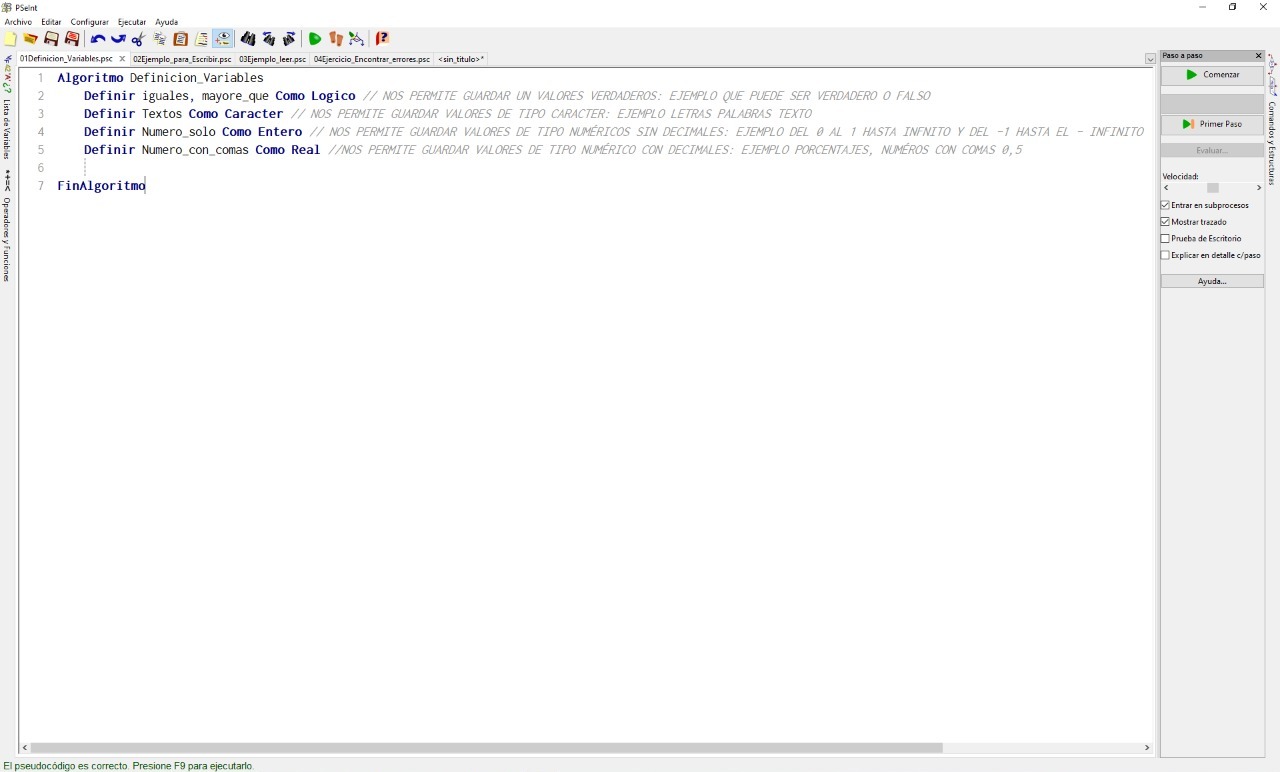 PSeInt
Archivo Editar Configurar Ejecutar Ayuda
01Definicion_Variables.psc 02Ejemplo_para_Escribir.psc 03Ejemplo_leer.psc 04Ejercicio_Encontrar_errores.psc <sin_titulo>*
1 Algoritmo Definicion_Variables
2 Definir iguales, mayore_que Como Logico // NOS PERMITE GUARDAR UN VALORES VERDADEROS: EJEMPLO QUE PUEDE SER VERDADERO O FALSO
3 Definir Textos Como Caracter // NOS PERMITE GUARDAR VALORES DE TIPO CARACTER: EJEMPLO LETRAS PALABRAS TEXTO
4 Definir Numero_solo Como Entero // NOS PERMITE GUARDAR VALORES DE TIPO NUMÉRICOS SIN DECIMALES: EJEMPLO DEL 0 AL 1 HASTA INFNITO Y DEL -1 HASTA EL - INFINITO
5 Definir Numero_con_comas Como Real //NOS PERMITE GUARDAR VALORES DE TIPO NUMÉRICO CON DECIMALES: EJEMPLO PORCENTAJES, NUMÉROS CON COMAS 0,5
6
7 FinAlgoritmo
Lista de Variables
*+=< Operadores y Funciones
Paso a paso
Comenzar
Primer Paso
Evaluar...
Velocidad:
Entrar en subprocesos
Mostrar trazado
Prueba de Escritorio
Explicar en detalle c/paso
Ayuda...
Comandos y Estructuras
El pseudocódigo es correcto. Presione F9 para ejecutarlo.